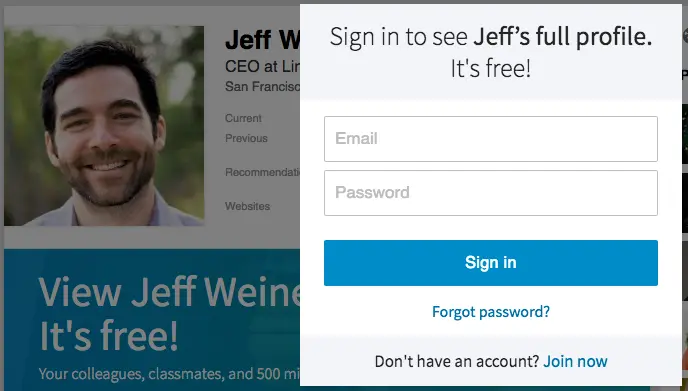 Jeff W
CEO at Lin
San Francisc
Current
Previous
Recommendati
Websites
View Jeff Weine
It's free!
Your colleagues, classmates, and 500 mi
Sign in to see Jeff's full profile.
It's free!
Email
Password
Sign in
Forgot password?
Don't have an account? Join now